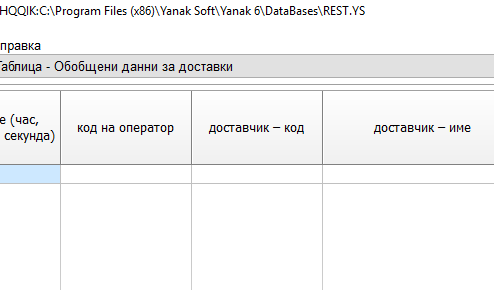 HQQIK:C:\Program Files (x86)\Yanak Soft\Yanak 6\DataBases\REST.YS
правка
Таблица - Обобщени данни за доставки
е (час, секунда)
код на оператор
доставчик – код
доставчик – име